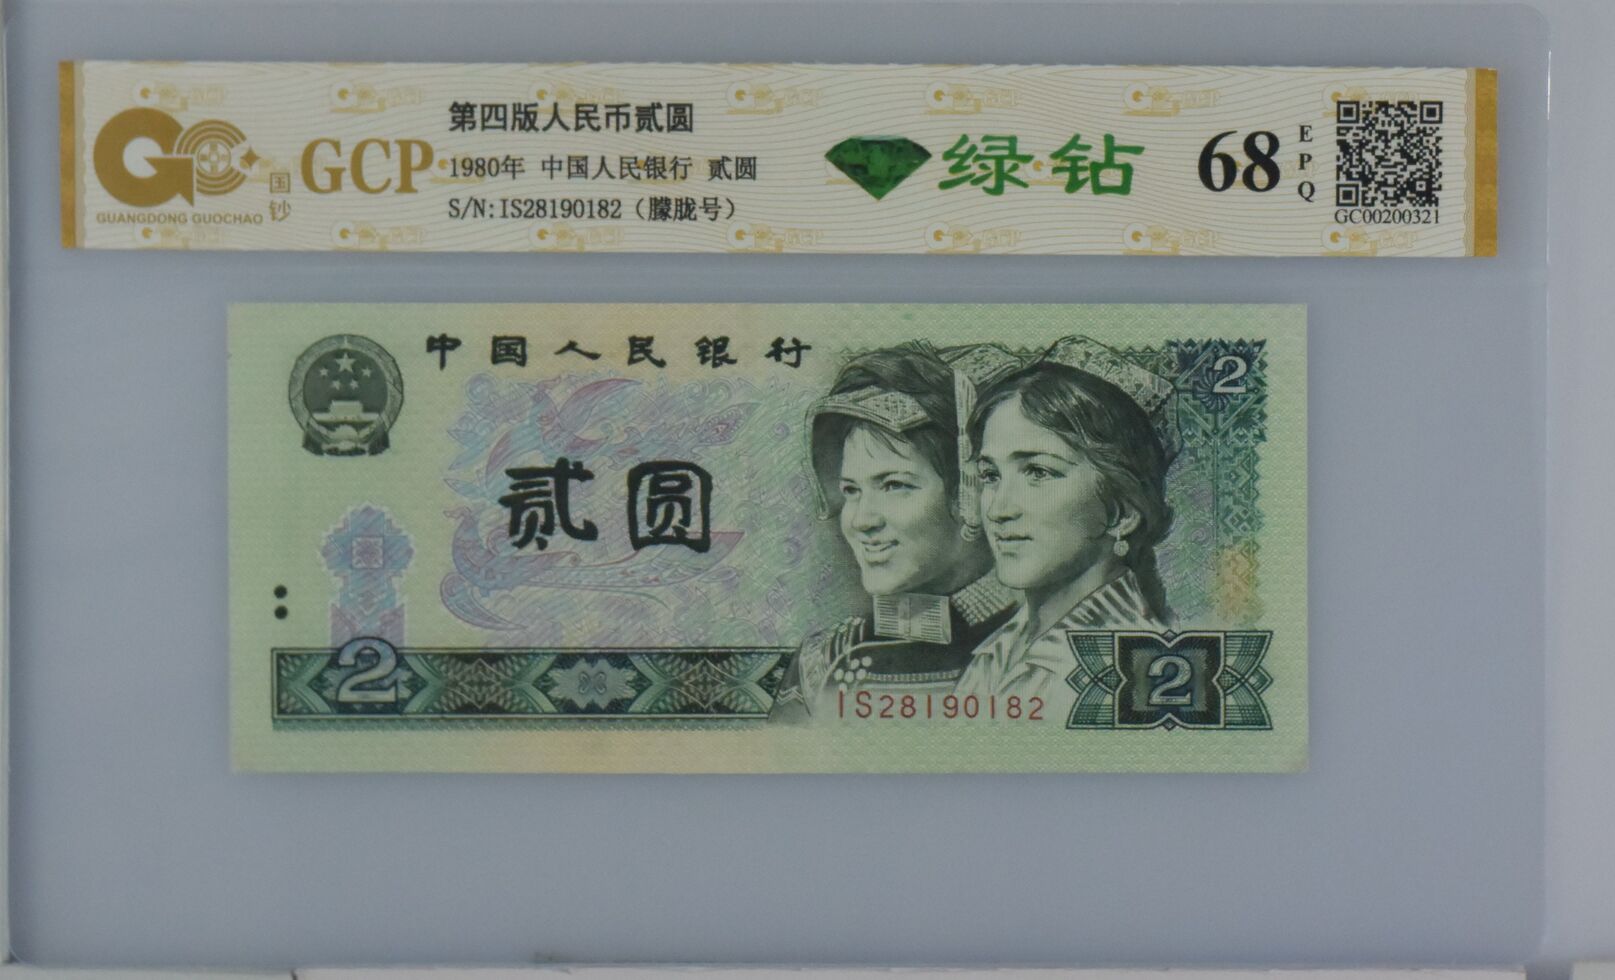 国钞
GUANGDONG GUOCHAO
GCP
第四版人民币贰圆
1980年 中国人民银行 贰圆
S/N:IS28190182（朦胧号）
绿钻
68
EPQ
GC00200321
中国人民银行
2
贰圆
2
IS28190182
2